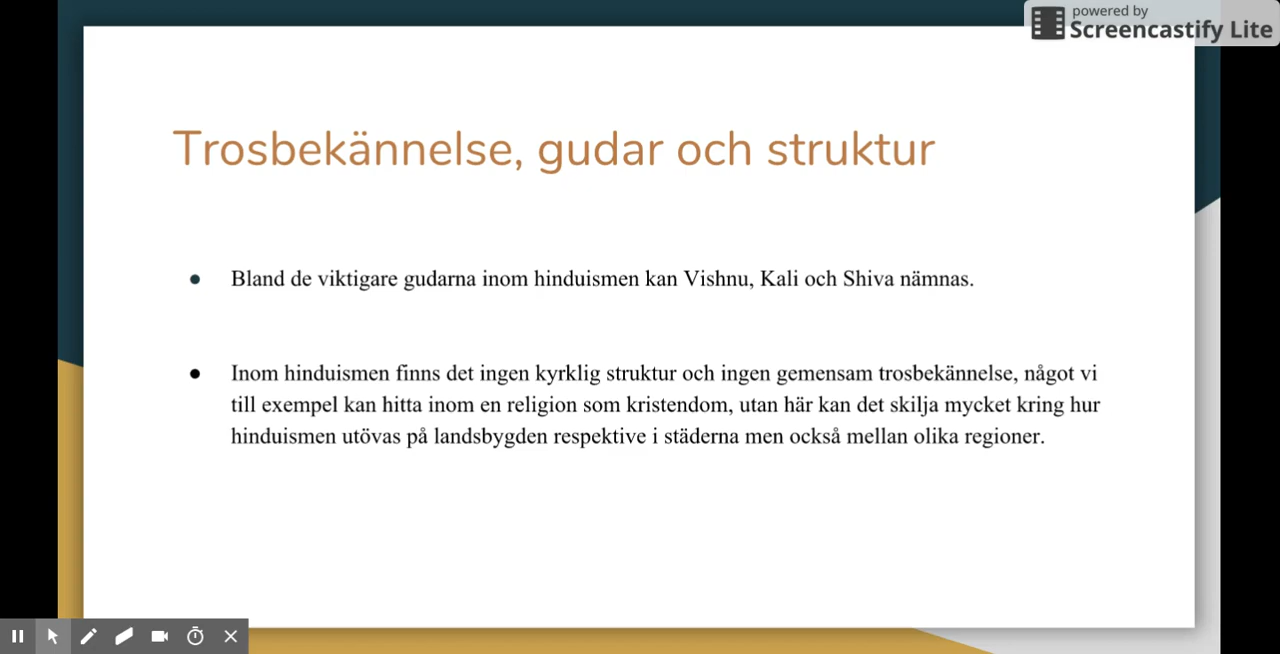 powered by
Screencastify Lite
Trosbekännelse, gudar och struktur
Bland de viktigare gudarna inom hinduismen kan Vishnu, Kali och Shiva nämnas.
Inom hinduismen finns det ingen kyrklig struktur och ingen gemensam trosbekännelse, något vi
till exempel kan hitta inom en religion som kristendom, utan här kan det skilja mycket kring hur
hinduismen utövas på landsbygden respektive i städerna men också mellan olika regioner.